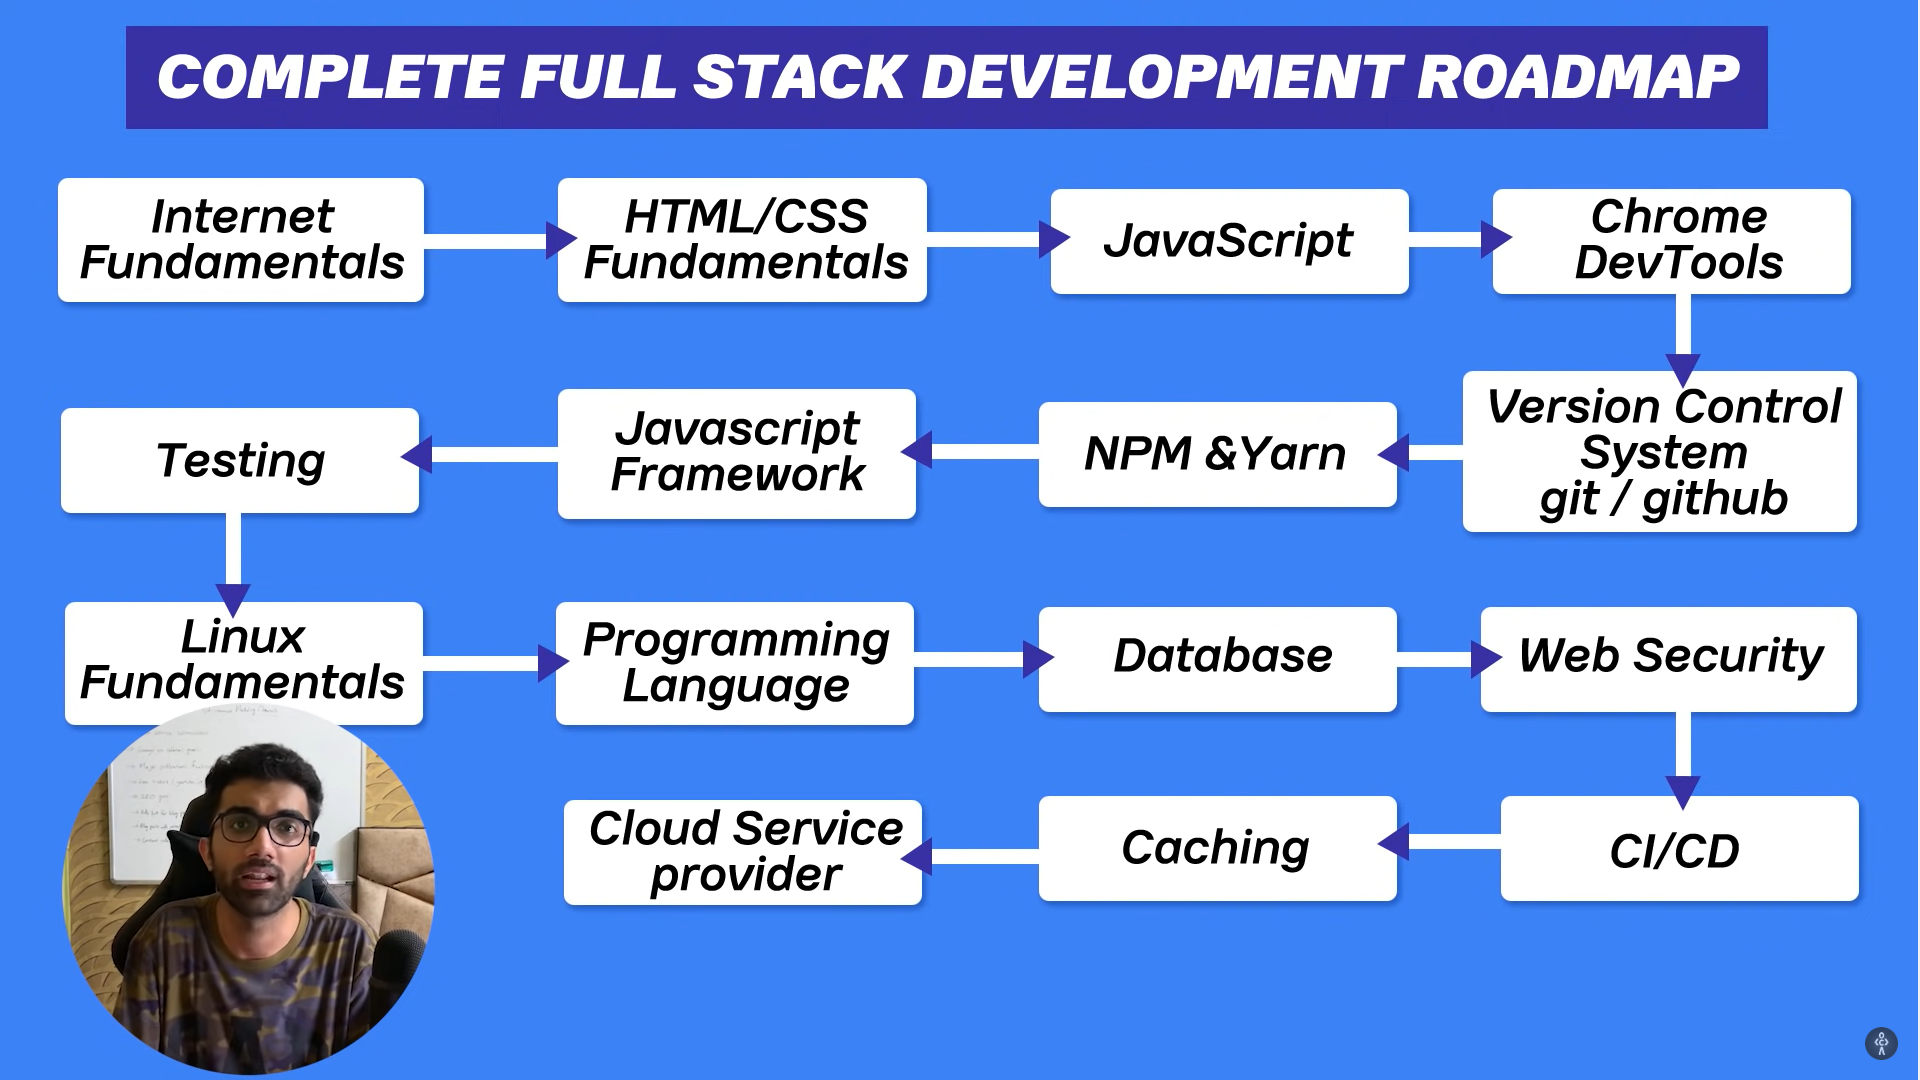 COMPLETE FULL STACK DEVELOPMENT ROADMAP
Internet
Fundamentals
HTML/CSS
Fundamentals
JavaScript
Chrome
DevTools
Version Control
System
git / github
NPM &Yarn
Javascript
Framework
Testing
Linux
Fundamentals
Programming
Language
Database
Web Security
CI/CD
Caching
Cloud Service
provider